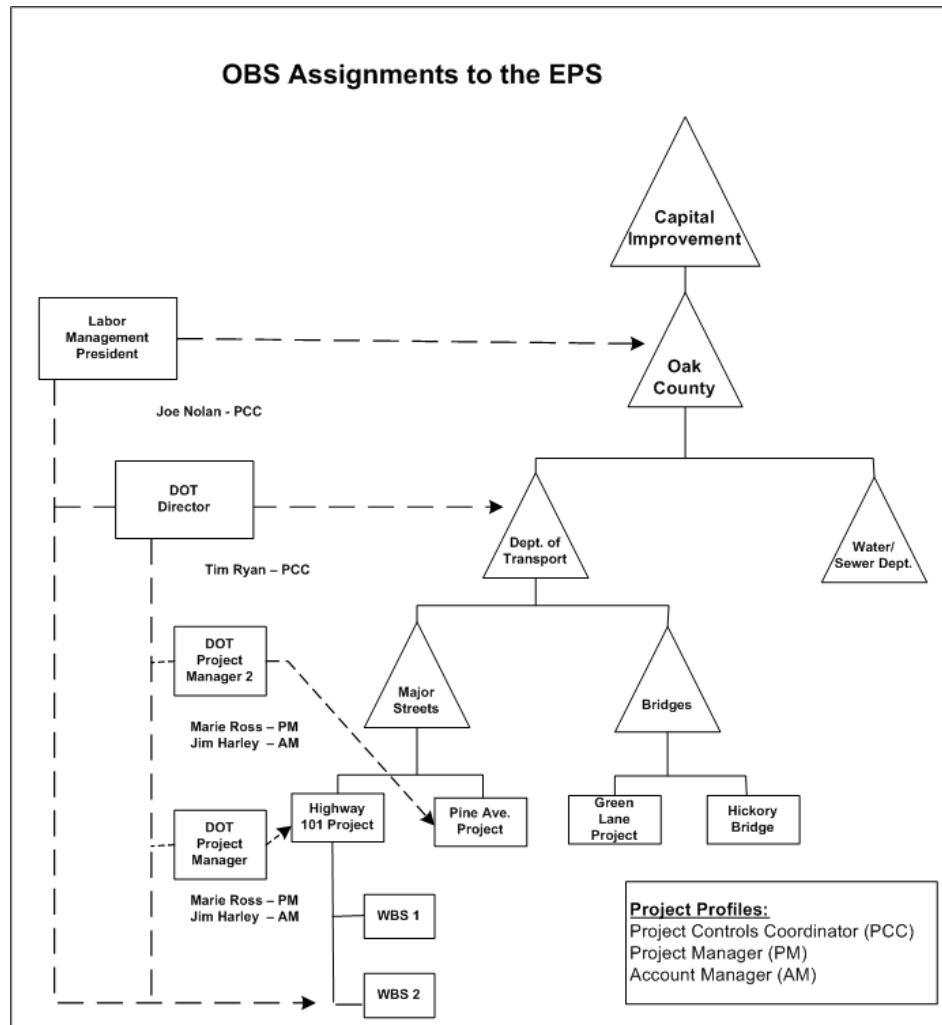 OBS Assignments to the EPS
Capital
Improvement
Labor
Management
President
Oak
County
Joe Nolan - PCC
DOT
Director
Dept. of
Transport
Water/
Sewer Dept.
Tim Ryan – PCC
DOT
Project
Manager 2
Major
Streets
Bridges
Marie Ross – PM
Jim Harley – AM
Highway
101 Project
Pine Ave.
Project
Green
Lane
Project
Hickory
Bridge
DOT
Project
Manager
Marie Ross – PM
Jim Harley – AM
WBS 1
WBS 2
Project Profiles:
Project Controls Coordinator (PCC)
Project Manager (PM)
Account Manager (AM)